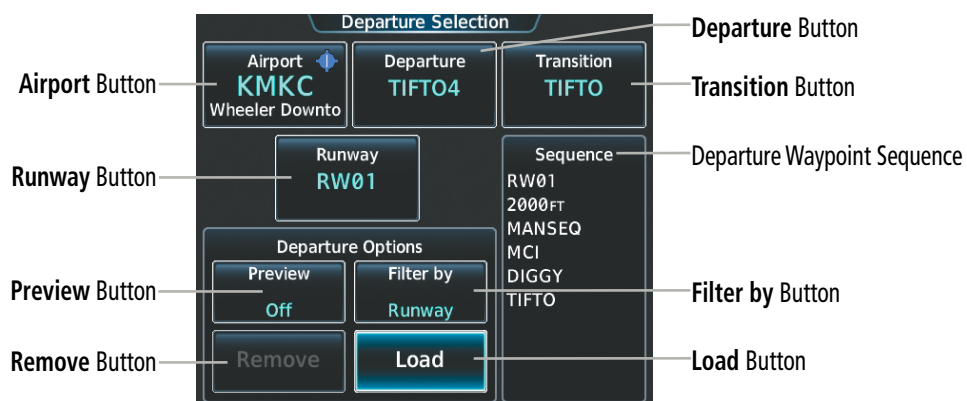 Departure Selection
Departure Button
Airport
KMKC
Wheeler Downto
Departure
TIFTO4
Transition
TIFTO
Airport Button
Transition Button
Runway
RW01
Sequence
RW01
2000FT
MANSEQ
MCI
DIGGY
TIFTO
Departure Waypoint Sequence
Runway Button
Departure Options
Preview
Off
Filter by
Runway
Preview Button
Filter by Button
Remove
Load
Remove Button
Load Button